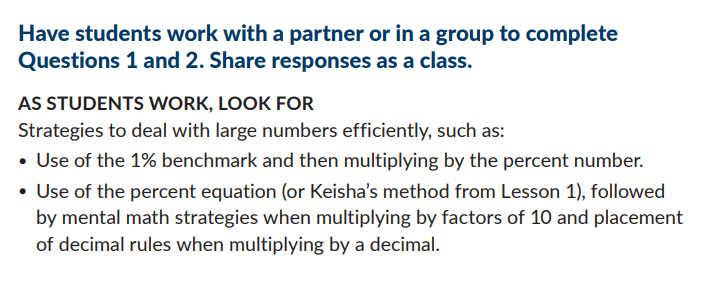 Have students work with a partner or in a group to complete
Questions 1 and 2. Share responses as a class.
AS STUDENTS WORK, LOOK FOR
Strategies to deal with large numbers efficiently, such as:
• Use of the 1% benchmark and then multiplying by the percent number.
• Use of the percent equation (or Keisha’s method from Lesson 1), followed
by mental math strategies when multiplying by factors of 10 and placement
of decimal rules when multiplying by a decimal.